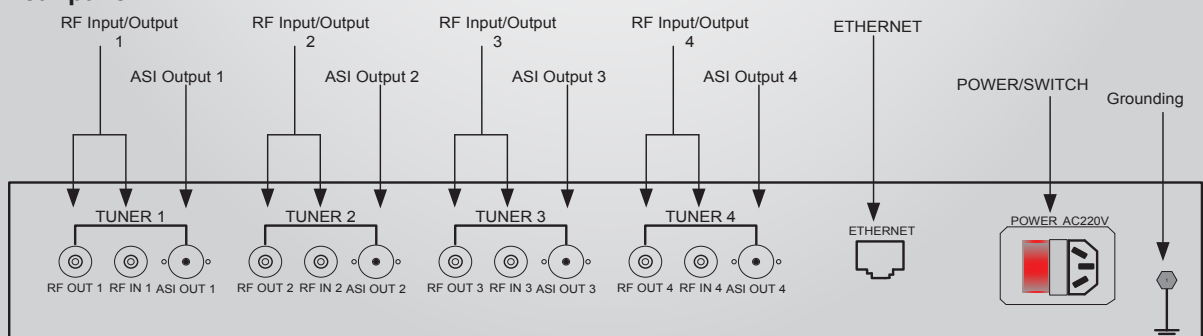 RF Input/Output
1
RF Input/Output
2
RF Input/Output
3
RF Input/Output
4
ETHERNET
ASI Output 1
ASI Output 2
ASI Output 3
ASI Output 4
POWER/SWITCH
Grounding
TUNER 1
TUNER 2
TUNER 3
TUNER 4
POWER AC220V
ETHERNET
RF OUT 1 RF IN 1 ASI OUT 1
RF OUT 2 RF IN 2 ASI OUT 2
RF OUT 3 RF IN 3 ASI OUT 3
RF OUT 4 RF IN 4 ASI OUT 4